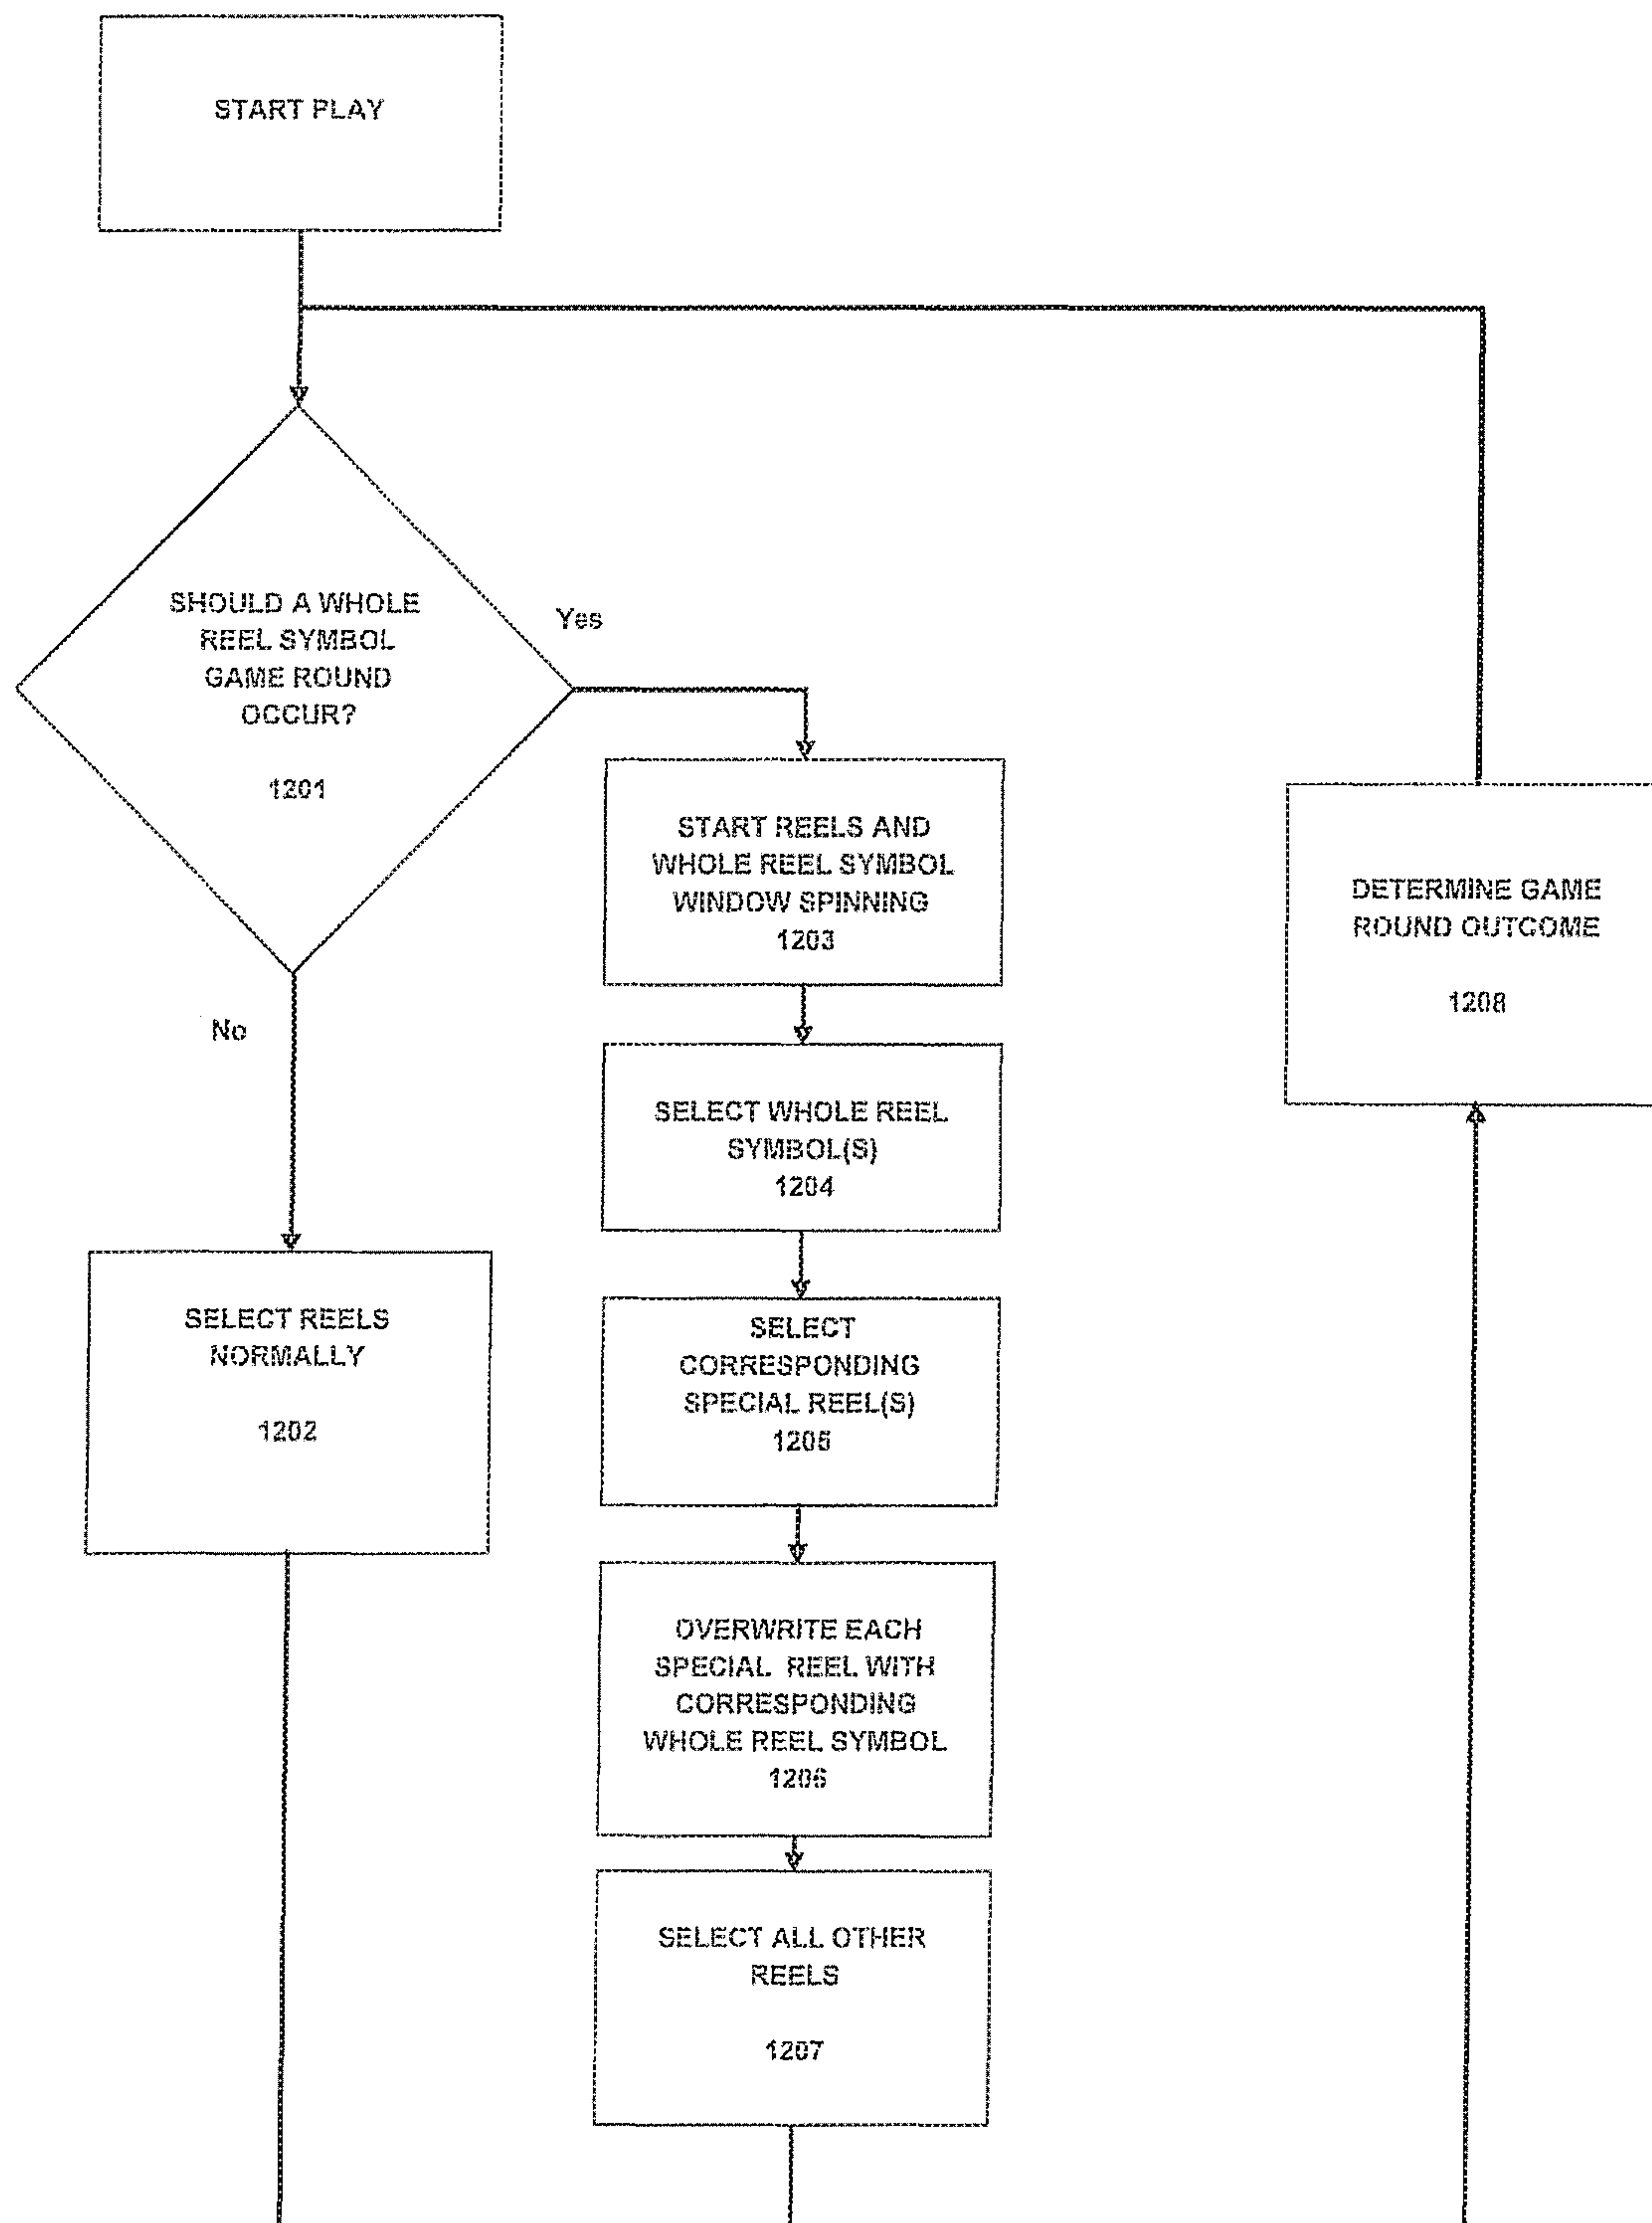 START PLAY
SHOULD A WHOLE
REEL SYMBOL
GAME ROUND
OCCUR?
1201
Yes
No
SELECT REELS
NORMALLY
1202
START REELS AND
WHOLE REEL SYMBOL
WINDOW SPINNING
1203
SELECT WHOLE REEL
SYMBOL(S)
1204
SELECT
CORRESPONDING
SPECIAL REEL(S)
1205
OVERWRITE EACH
SPECIAL REEL WITH
CORRESPONDING
WHOLE REEL SYMBOL
1206
SELECT ALL OTHER
REELS
1207
DETERMINE GAME
ROUND OUTCOME
1208